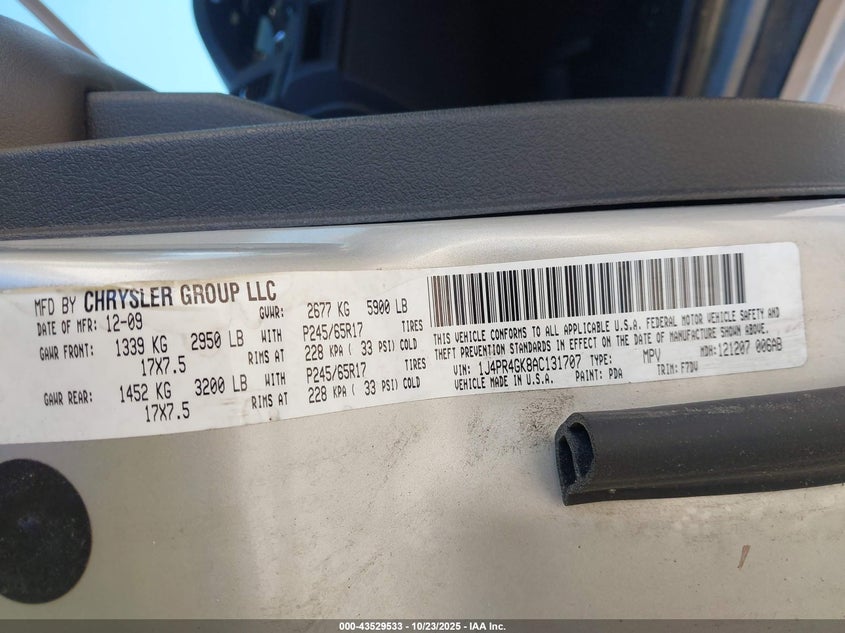 MFD BY CHRYSLER GROUP LLC
DATE OF MFR: 12-09 GVWR: 2677 KG 5900 LB
GAWR FRONT: 1339 KG 2950 LB WITH P245/65R17 TIRES
17X7.5 RIMS AT 228 KPA ( 33 PSI) COLD
GAWR REAR: 1452 KG 3200 LB WITH P245/65R17 TIRES
17X7.5 RIMS AT 228 KPA ( 33 PSI) COLD
THIS VEHICLE CONFORMS TO ALL APPLICABLE U.S.A. FEDERAL MOTOR VEHICLE SAFETY AND
THEFT PREVENTION STANDARDS IN EFFECT ON THE DATE OF MANUFACTURE SHOWN ABOVE.
VIN: 1J4PR4GK8AC131707 TYPE: MPV MDH: 121207 006AB
VEHICLE MADE IN U.S.A. PAINT: PDA TRIM: F7DV
000-43529533 - 10/23/2025 - IAA Inc.